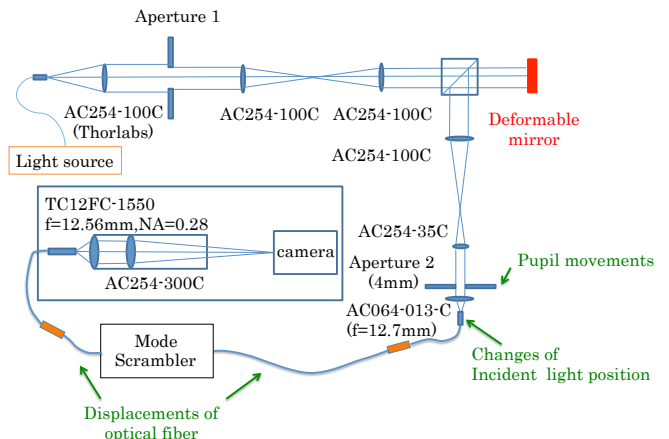 Aperture 1
AC254-100C
(Thorlabs)
Light source
AC254-100C
AC254-100C
Deformable
mirror
AC254-100C
TC12FC-1550
f=12.56mm,NA=0.28
camera
AC254-300C
AC254-35C
Aperture 2
(4mm)
Pupil movements
AC064-013-C
(f=12.7mm)
Changes of
Incident light position
Mode
Scrambler
Displacements of
optical fiber